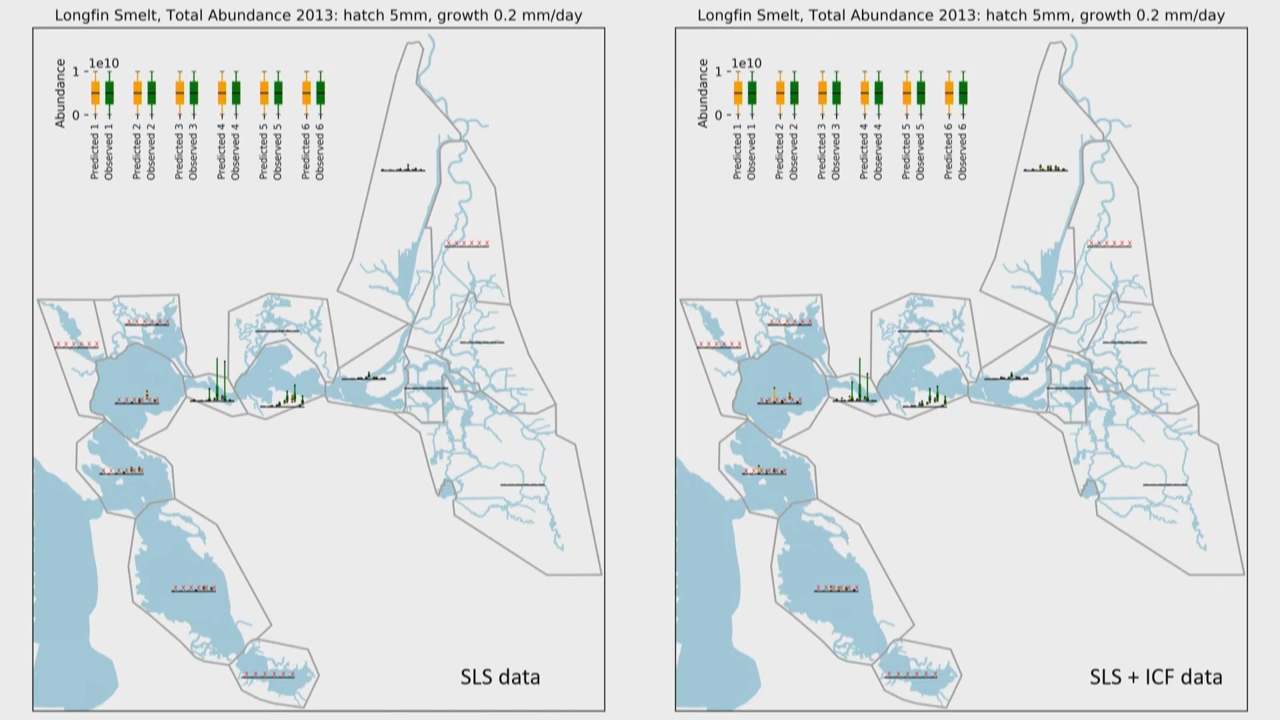 Longfin Smelt, Total Abundance 2013: hatch 5mm, growth 0.2 mm/day
1e10
1
0
Abundance
Predicted 1
Observed 1
Predicted 2
Observed 2
Predicted 3
Observed 3
Predicted 4
Observed 4
Predicted 5
Observed 5
Predicted 6
Observed 6
SLS data
Longfin Smelt, Total Abundance 2013: hatch 5mm, growth 0.2 mm/day
1e10
1
0
Abundance
Predicted 1
Observed 1
Predicted 2
Observed 2
Predicted 3
Observed 3
Predicted 4
Observed 4
Predicted 5
Observed 5
Predicted 6
Observed 6
SLS + ICF data